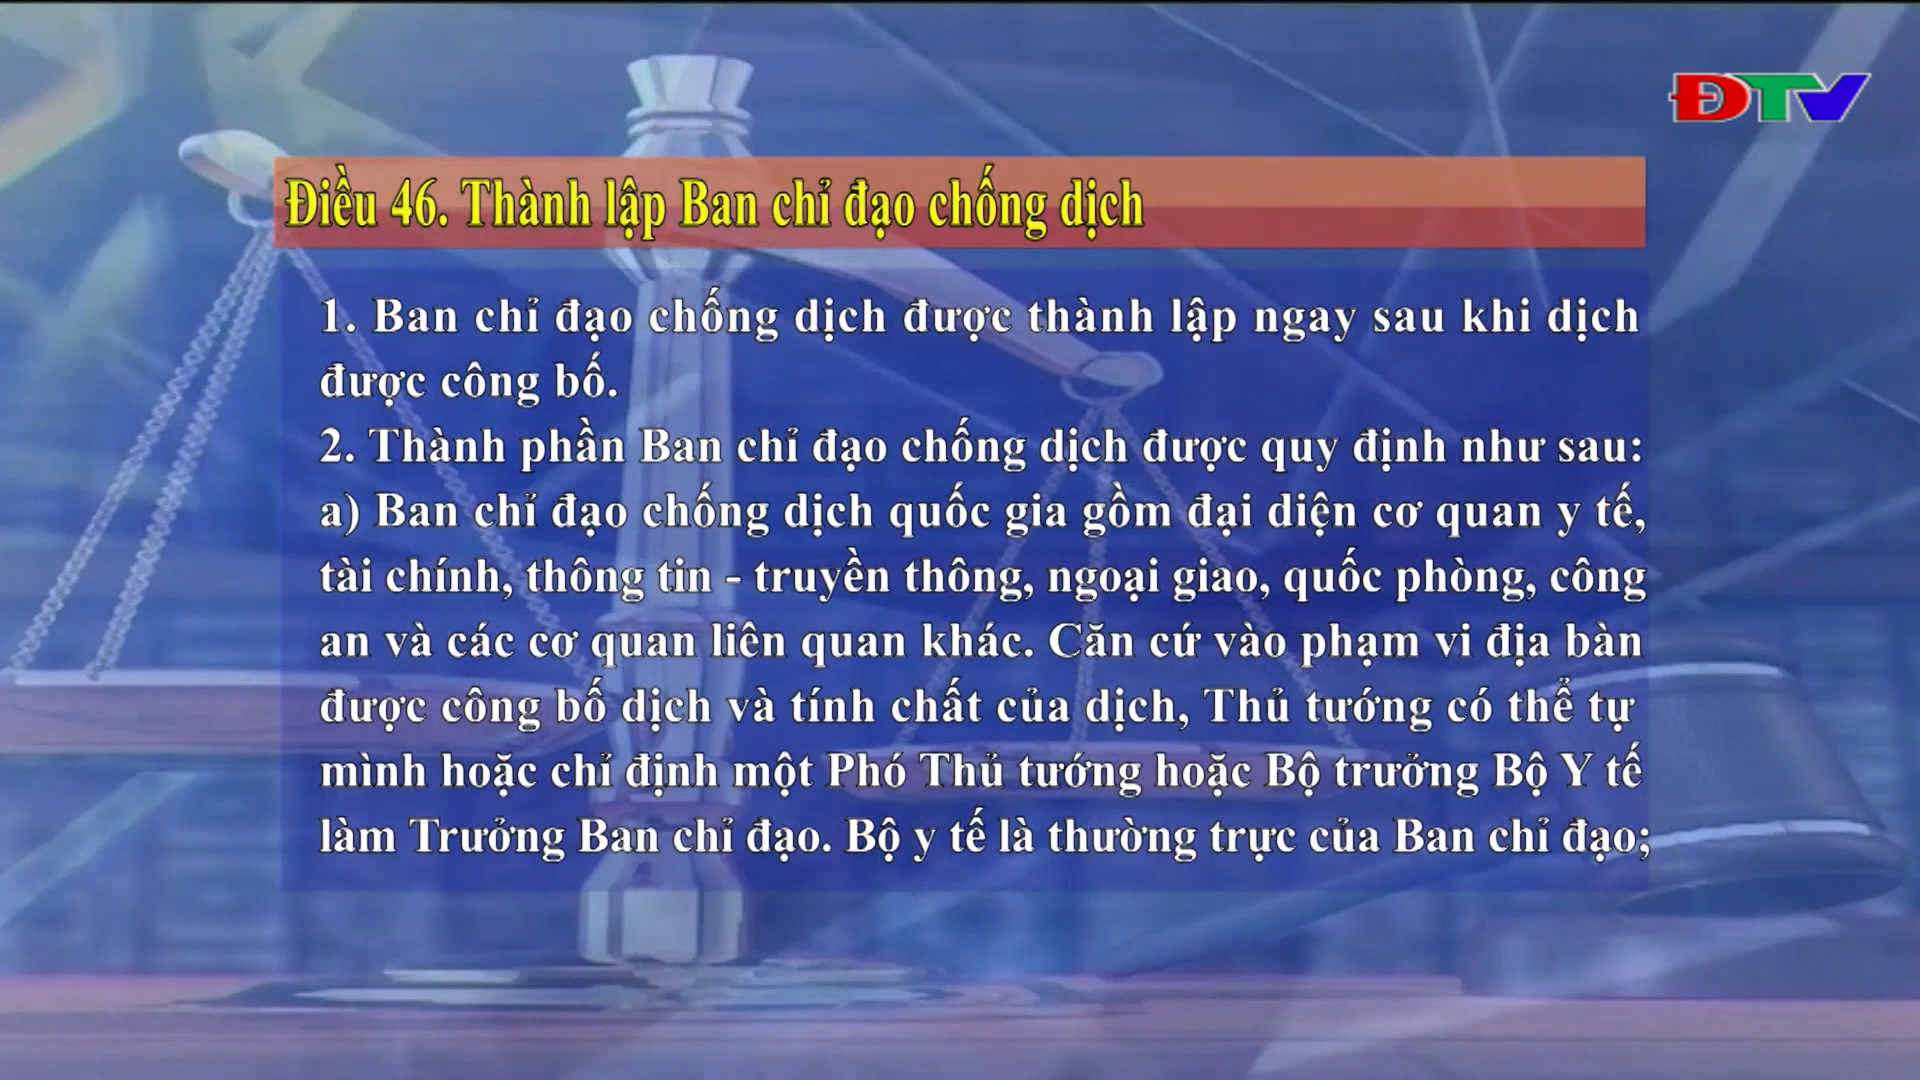 ĐTV
Điều 46. Thành lập Ban chỉ đạo chống dịch
1. Ban chỉ đạo chống dịch được thành lập ngay sau khi dịch
được công bố.
2. Thành phần Ban chỉ đạo chống dịch được quy định như sau:
a) Ban chỉ đạo chống dịch quốc gia gồm đại diện cơ quan y tế,
tài chính, thông tin - truyền thông, ngoại giao, quốc phòng, công
an và các cơ quan liên quan khác. Căn cứ vào phạm vi địa bàn
được công bố dịch và tính chất của dịch, Thủ tướng có thể tự
mình hoặc chỉ định một Phó Thủ tướng hoặc Bộ trưởng Bộ Y tế
làm Trưởng Ban chỉ đạo. Bộ y tế là thường trực của Ban chỉ đạo;